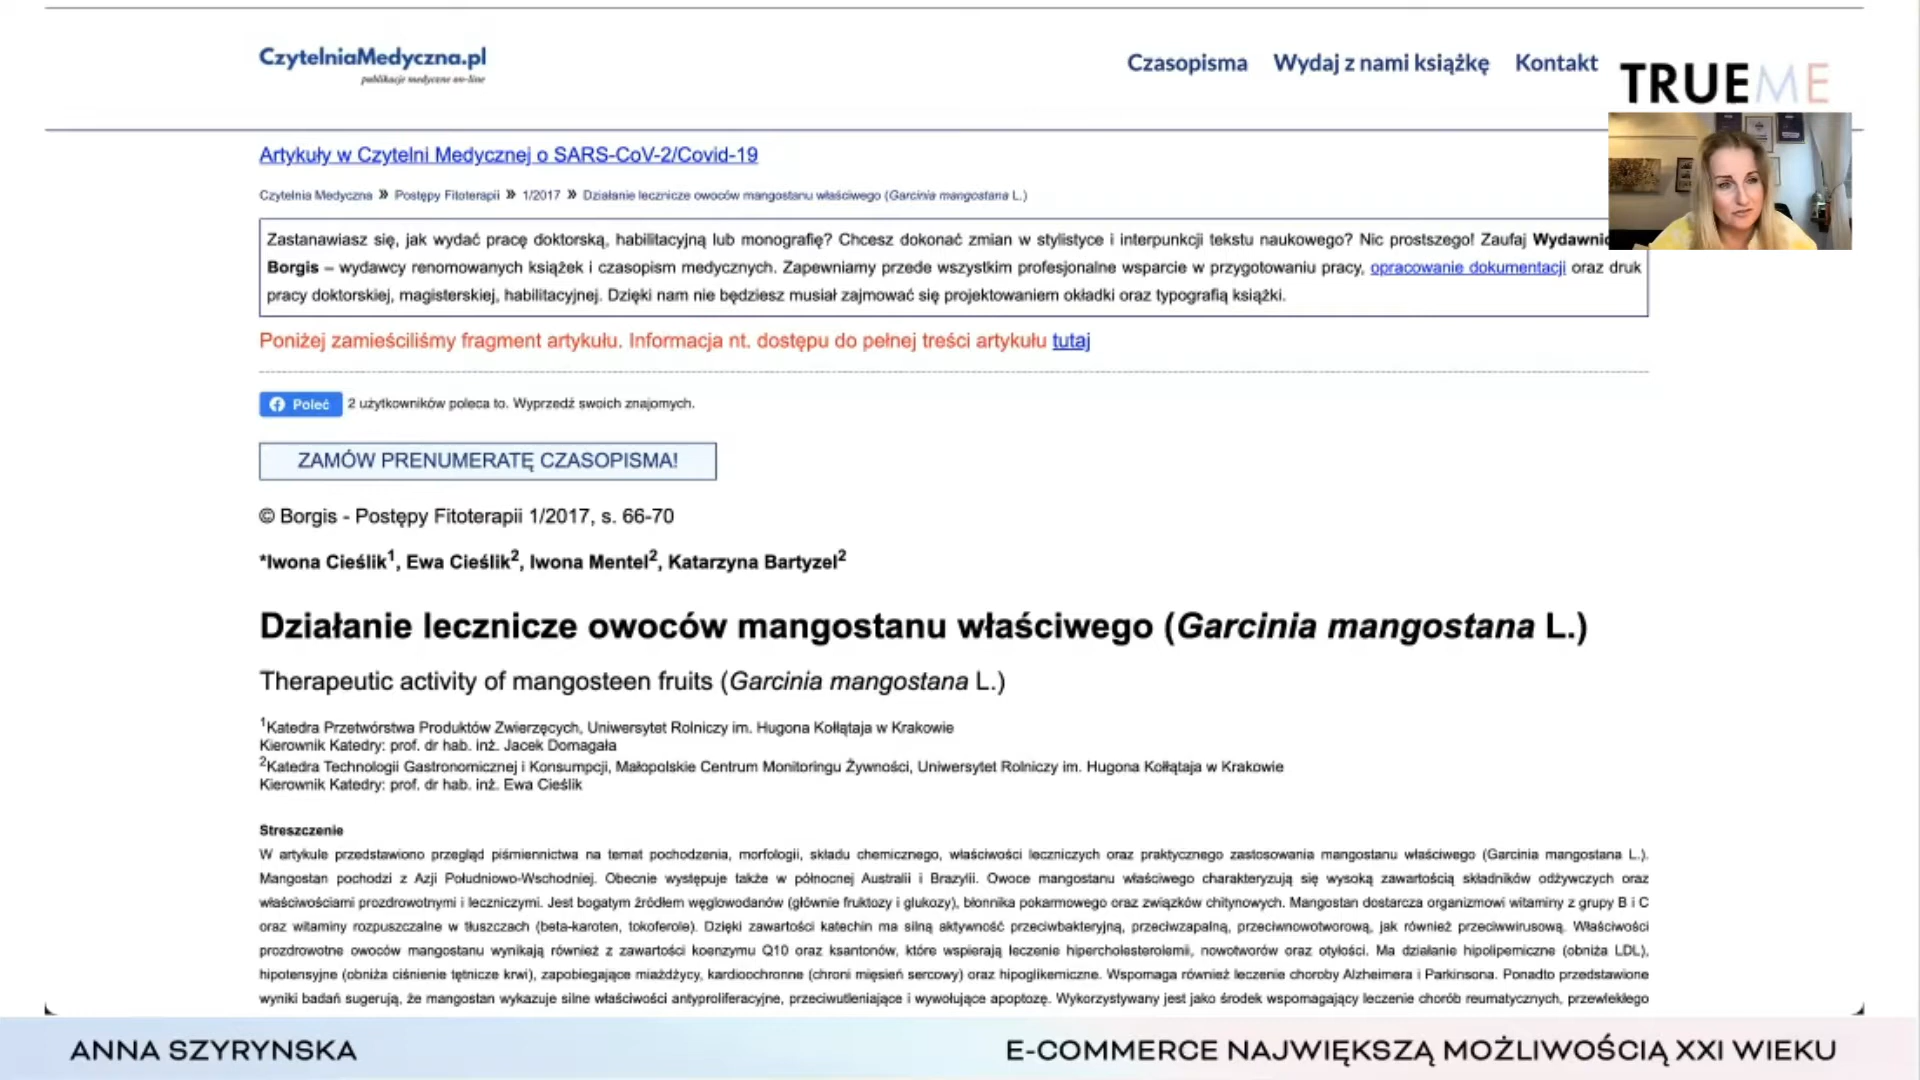 CzytelniaMedyczna.pl
publikacje medyczne on-line
Czasopisma Wydaj z nami książkę Kontakt
TRUEME
Artykuły w Czytelni Medycznej o SARS-CoV-2/Covid-19
Czytelnia Medyczna » Postępy Fitoterapii » 1/2017 » Działanie lecznicze owoców mangostanu właściwego (Garcinia mangostana L.)
Zastanawiasz się, jak wydać pracę doktorską, habilitacyjną lub monografię? Chcesz dokonać zmian w stylistyce i interpunkcji tekstu naukowego? Nic prostszego! Zaufaj Wydawnic
Borgis – wydawcy renomowanych książek i czasopism medycznych. Zapewniamy przede wszystkim profesjonalne wsparcie w przygotowaniu pracy, opracowanie dokumentacji oraz druk
pracy doktorskiej, magisterskiej, habilitacyjnej. Dzięki nam nie będziesz musiał zajmować się projektowaniem okładki oraz typografią książki.
Poniżej zamieściliśmy fragment artykułu. Informacja nt. dostępu do pełnej treści artykułu tutaj
Poleć 2 użytkowników poleca to. Wyprzedź swoich znajomych.
ZAMÓW PRENUMERATĘ CZASOPISMA!
© Borgis - Postępy Fitoterapii 1/2017, s. 66-70
*Iwona Cieślik1, Ewa Cieślik2, Iwona Mentel2, Katarzyna Bartyzel2
Działanie lecznicze owoców mangostanu właściwego (Garcinia mangostana L.)
Therapeutic activity of mangosteen fruits (Garcinia mangostana L.)
1Katedra Przetwórstwa Produktów Zwierzęcych, Uniwersytet Rolniczy im. Hugona Kołłątaja w Krakowie
Kierownik Katedry: prof. dr hab. inż. Jacek Domagała
2Katedra Technologii Gastronomicznej i Konsumpcji, Małopolskie Centrum Monitoringu Żywności, Uniwersytet Rolniczy im. Hugona Kołłątaja w Krakowie
Kierownik Katedry: prof. dr hab. inż. Ewa Cieślik
Streszczenie
W artykule przedstawiono przegląd piśmiennictwa na temat pochodzenia, morfologii, składu chemicznego, właściwości leczniczych oraz praktycznego zastosowania mangostanu właściwego (Garcinia mangostana L.).
Mangostan pochodzi z Azji Południowo-Wschodniej. Obecnie występuje także w północnej Australii i Brazylii. Owoce mangostanu właściwego charakteryzują się wysoką zawartością składników odżywczych oraz
właściwościami prozdrowotnymi i leczniczymi. Jest bogatym źródłem węglowodanów (głównie fruktozy i glukozy), błonnika pokarmowego oraz związków chitynowych. Mangostan dostarcza organizmowi witaminy z grupy B i C
oraz witaminy rozpuszczalne w tłuszczach (beta-karoten, tokoferole). Dzięki zawartości katechin ma silną aktywność przeciwbakteryjną, przeciwzapalną, przeciwnowotworową, jak również przeciwwirusową. Właściwości
prozdrowotne owoców mangostanu wynikają również z zawartości koenzymu Q10 oraz ksantonów, które wspierają leczenie hipercholesterolemii, nowotworów oraz otyłości. Ma działanie hipolipemiczne (obniża LDL),
hipotensyjne (obniża ciśnienie tętnicze krwi), zapobiegające miażdżycy, kardioochronne (chroni mięsień sercowy) oraz hipoglikemiczne. Wspomaga również leczenie choroby Alzheimera i Parkinsona. Ponadto przedstawione
wyniki badań sugerują, że mangostan wykazuje silne właściwości antyproliferacyjne, przeciwutleniające i wywołujące apoptozę. Wykorzystywany jest jako środek wspomagający leczenie chorób reumatycznych, przewlekłego
ANNA SZYRYNSKA
E-COMMERCE NAJWIĘKSZĄ MOŻLIWOŚCIĄ XXI WIEKU